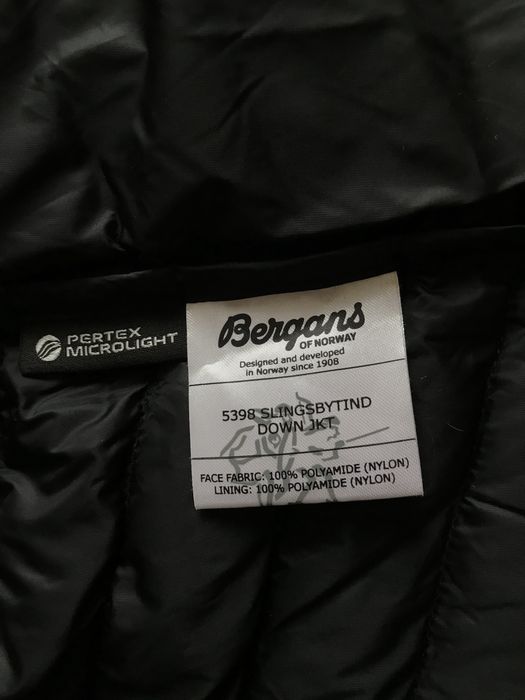 PERTEX
MICROLIGHT
Bergans
OF NORWAY
Designed and developed
in Norway since 1908
5398 SLINGSBYTIND
DOWN JKT
FACE FABRIC: 100% POLYAMIDE (NYLON)
LINING: 100% POLYAMIDE (NYLON)